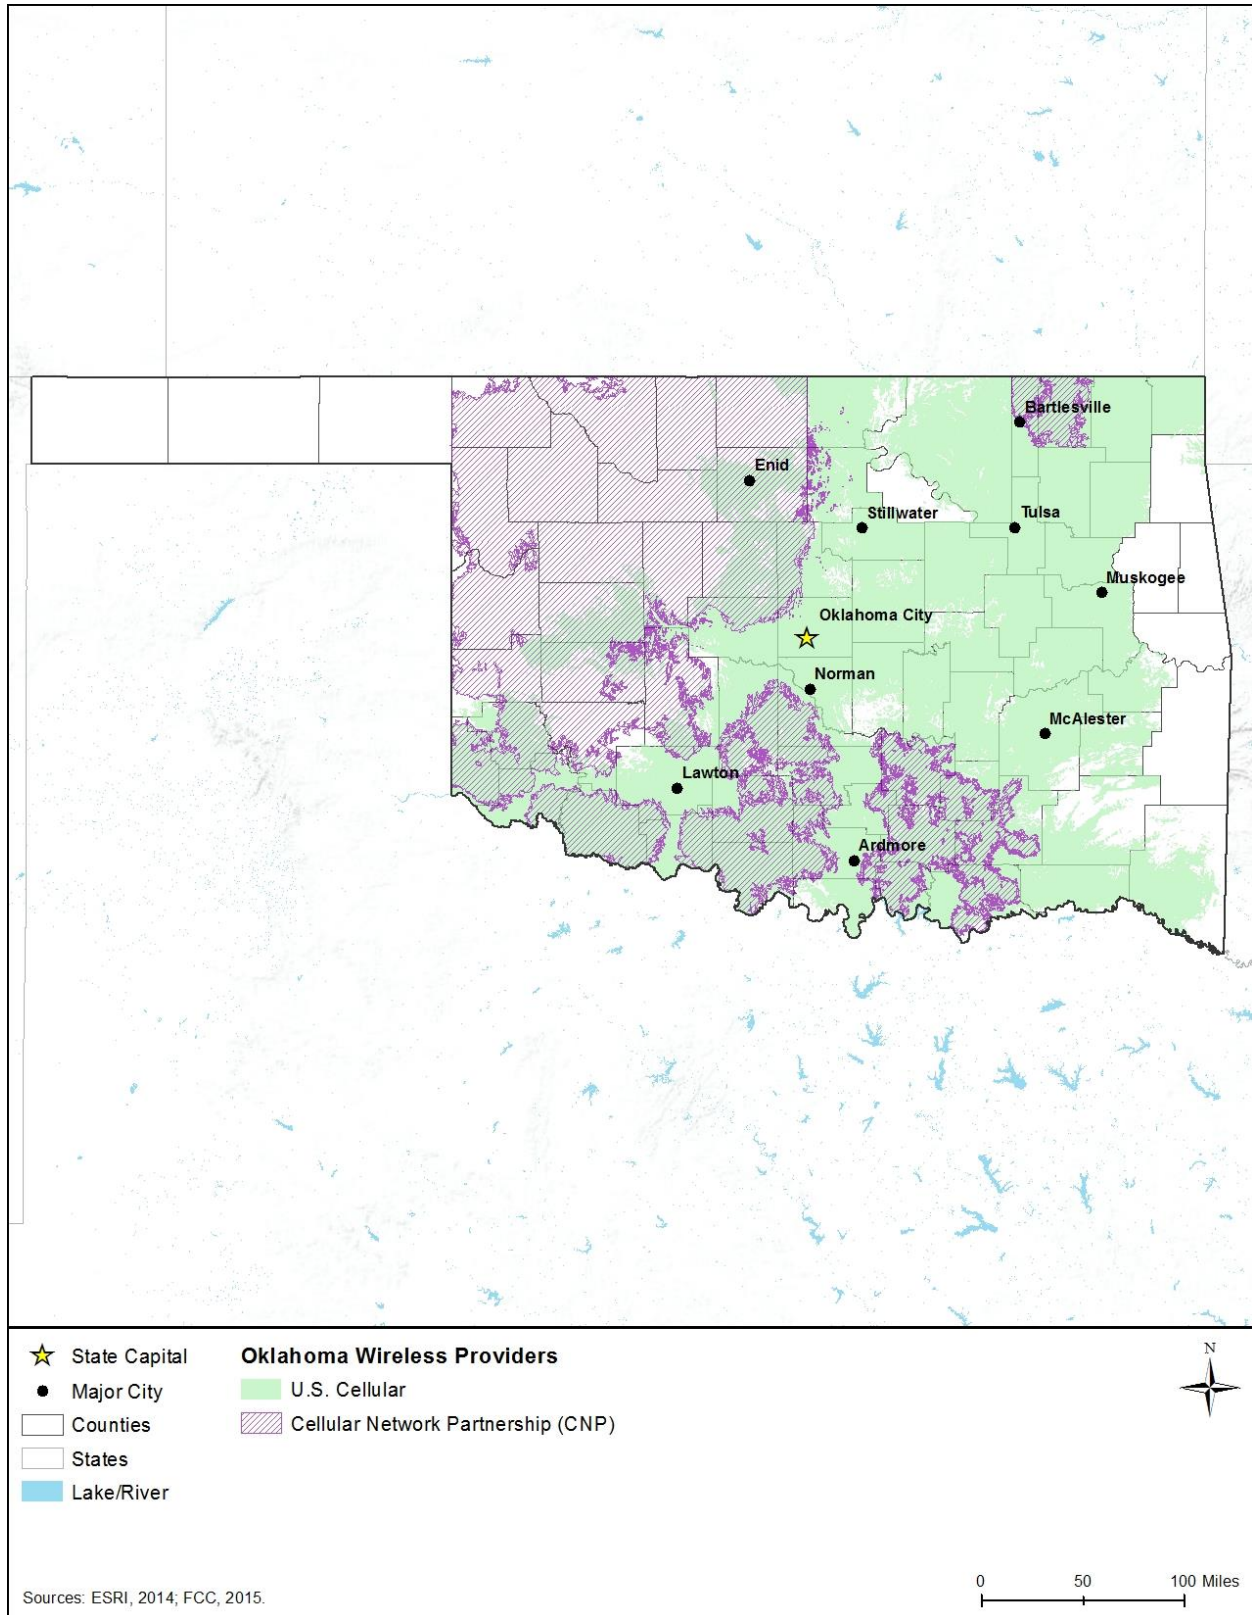 Bartlesville
Enid
Stillwater
Tulsa
Muskogee
Oklahoma City
Norman
McAlester
Lawton
Ardmore
State Capital
Major City
Counties
States
Lake/River
Oklahoma Wireless Providers
U.S. Cellular
Cellular Network Partnership (CNP)
N
Sources: ESRI, 2014; FCC, 2015.
0 50 100 Miles